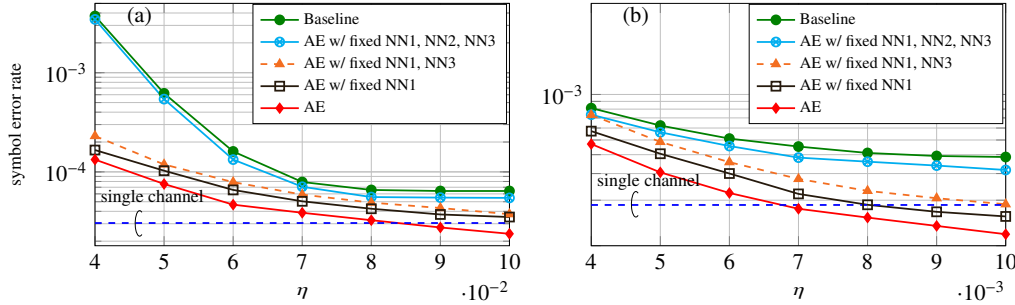 (a)
Baseline
AE w/ fixed NN1, NN2, NN3
AE w/ fixed NN1, NN3
AE w/ fixed NN1
AE
symbol error rate
10⁻³
10⁻⁴
single channel
4 5 6 7 8 9 10
η
·10⁻²
(b)
Baseline
AE w/ fixed NN1, NN2, NN3
AE w/ fixed NN1, NN3
AE w/ fixed NN1
AE
10⁻³
single channel
4 5 6 7 8 9 10
η
·10⁻³